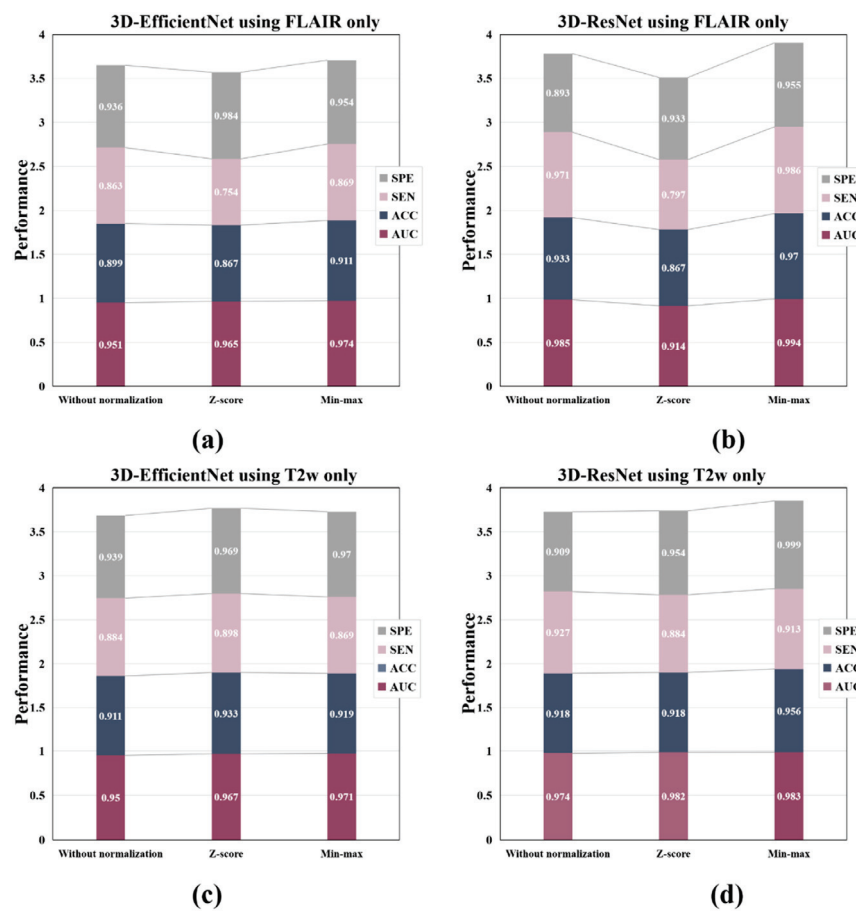 3D-EfficientNet using FLAIR only
4
3.5
3
2.5
2
1.5
1
0.5
0
Performance
0.936
0.984
0.954
0.863
0.754
0.869
0.899
0.867
0.911
0.951
0.965
0.974
SPE
SEN
ACC
AUC
Without normalization
Z-score
Min-max
(a)
3D-ResNet using FLAIR only
4
3.5
3
2.5
2
1.5
1
0.5
0
Performance
0.893
0.933
0.955
0.971
0.797
0.986
0.933
0.867
0.97
0.985
0.914
0.994
SPE
SEN
ACC
AUC
Without normalization
Z-score
Min-max
(b)
3D-EfficientNet using T2w only
4
3.5
3
2.5
2
1.5
1
0.5
0
Performance
0.939
0.969
0.97
0.884
0.898
0.869
0.911
0.933
0.919
0.95
0.967
0.971
SPE
SEN
ACC
AUC
Without normalization
Z-score
Min-max
(c)
3D-ResNet using T2w only
4
3.5
3
2.5
2
1.5
1
0.5
0
Performance
0.909
0.954
0.999
0.927
0.884
0.913
0.918
0.918
0.956
0.974
0.982
0.983
SPE
SEN
ACC
AUC
Without normalization
Z-score
Min-max
(d)